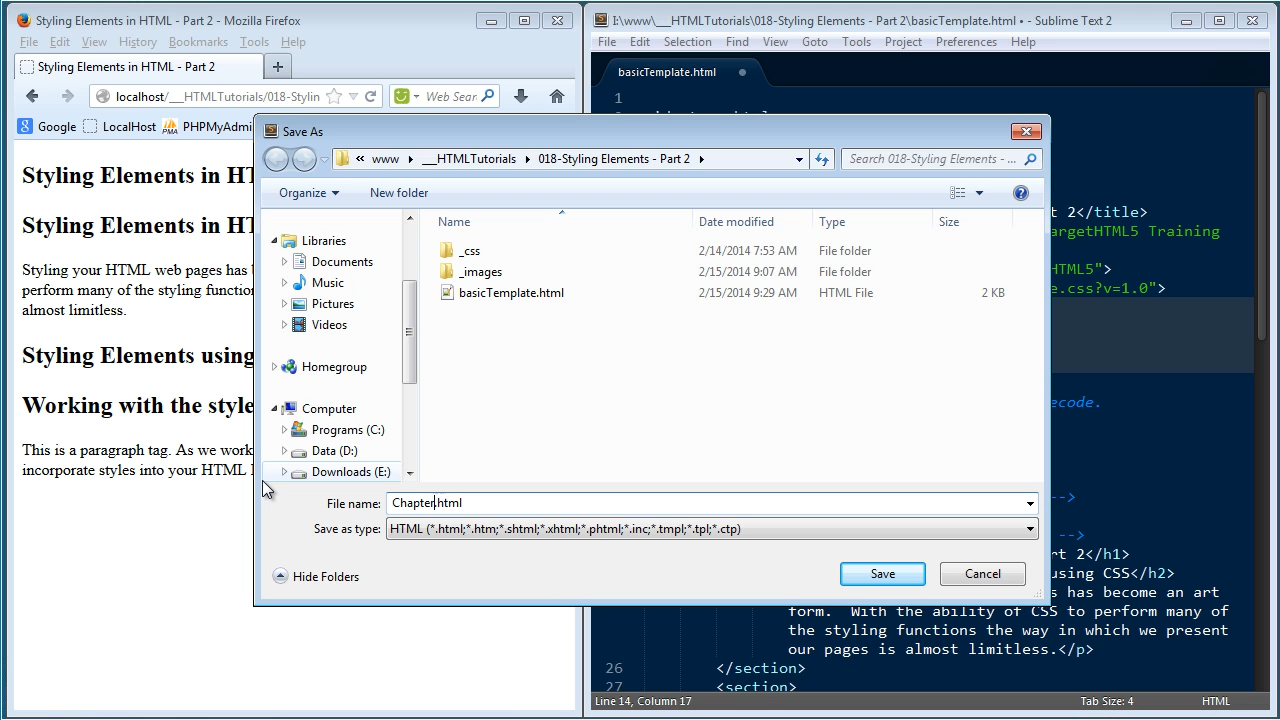 Styling Elements in HTML - Part 2 - Mozilla Firefox
File Edit View History Bookmarks Tools Help
Styling Elements in HTML - Part 2
localhost/___HTMLTutorials/018-Stylin
Web Sear
Google LocalHost PHPMyAdmi
Styling Elements in HT
Styling Elements in HT
Styling your HTML web pages has b
perform many of the styling function
almost limitless.
Styling Elements using
Working with the style
This is a paragraph tag. As we work
incorporate styles into your HTML
I:\www\___HTMLTutorials\018-Styling Elements - Part 2\basicTemplate.html • - Sublime Text 2
File Edit Selection Find View Goto Tools Project Preferences Help
basicTemplate.html
1
Save As
« www ▸ ___HTMLTutorials ▸ 018-Styling Elements - Part 2 ▸
Search 018-Styling Elements - ...
Organize New folder
Name Date modified Type Size
Libraries
Documents
Music
Pictures
Videos
Homegroup
Computer
Programs (C:)
Data (D:)
Downloads (E:)
_css 2/14/2014 7:53 AM File folder
_images 2/15/2014 9:07 AM File folder
basicTemplate.html 2/15/2014 9:29 AM HTML File 2 KB
File name: Chapter.html
Save as type: HTML (*.html;*.htm;*.shtml;*.xhtml;*.phtml;*.inc;*.tmpl;*.tpl;*.ctp)
Hide Folders Save Cancel
t 2</title>
argetHTML5 Training
HTML5">
e.css?v=1.0">
ecode.
-->
-->
rt 2</h1>
using CSS</h2>
s has become an art
form. With the ability of CSS to perform many of
the styling functions the way in which we present
our pages is almost limitless.</p>
26 </section>
27 <section>
Line 14, Column 17 Tab Size: 4 HTML